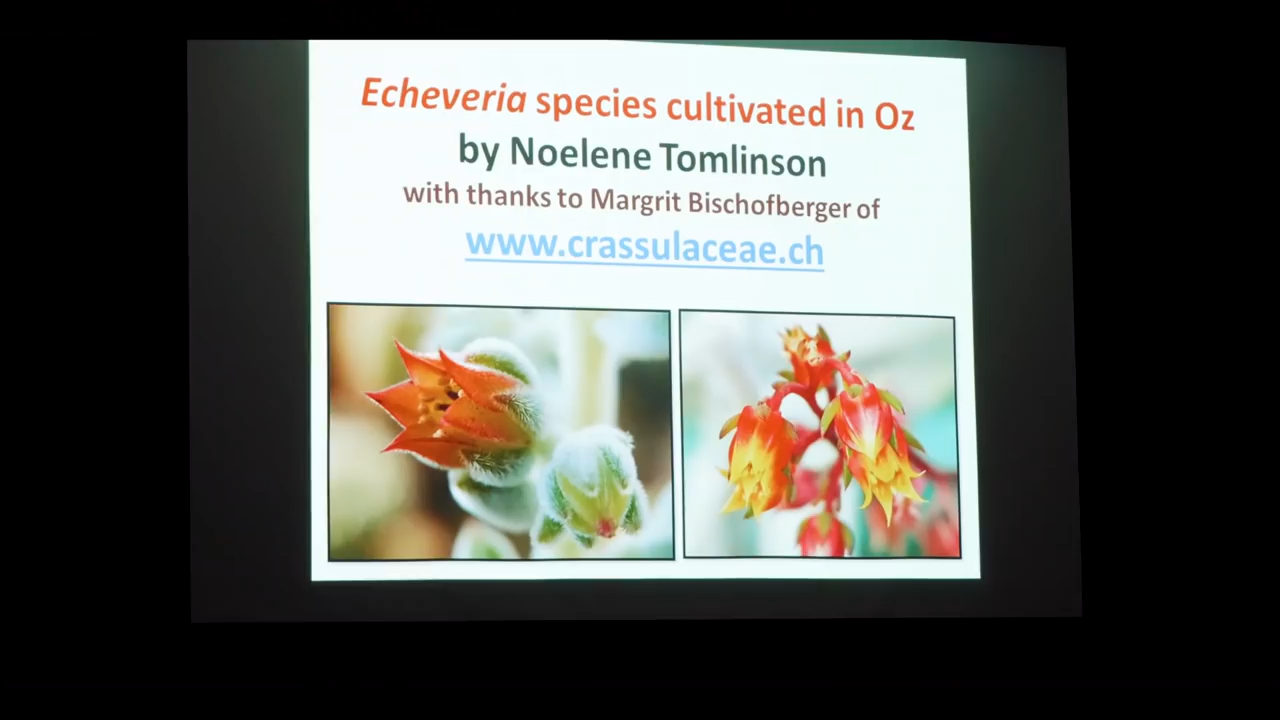 Echeveria species cultivated in Oz
by Noelene Tomlinson
with thanks to Margrit Bischofberger of
www.crassulaceae.ch